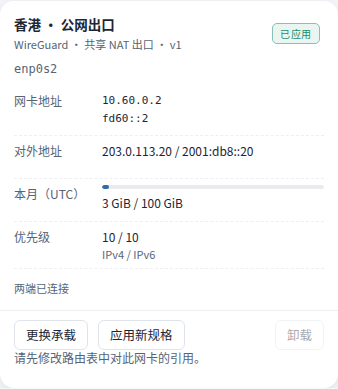 香港 · 公网出口
已应用
WireGuard · 共享 NAT 出口 · v1
enp0s2
网卡地址
10.60.0.2
fd60::2
对外地址
203.0.113.20 / 2001:db8::20
本月（UTC）
3 GiB / 100 GiB
优先级
10 / 10
IPv4 / IPv6
两端已连接
更换承载
应用新规格
卸载
请先修改路由表中对此网卡的引用。